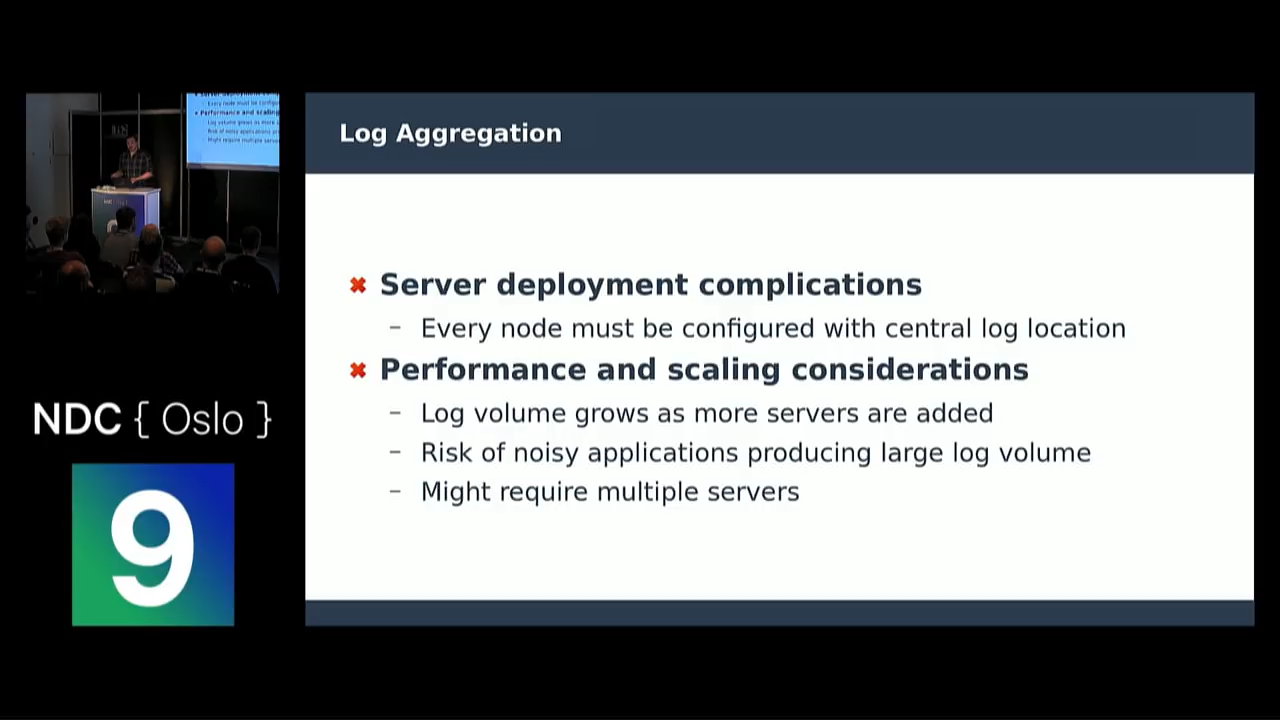 Log Aggregation
✖ Server deployment complications
– Every node must be configured with central log location
✖ Performance and scaling considerations
– Log volume grows as more servers are added
– Risk of noisy applications producing large log volume
– Might require multiple servers
NDC { Oslo }
9